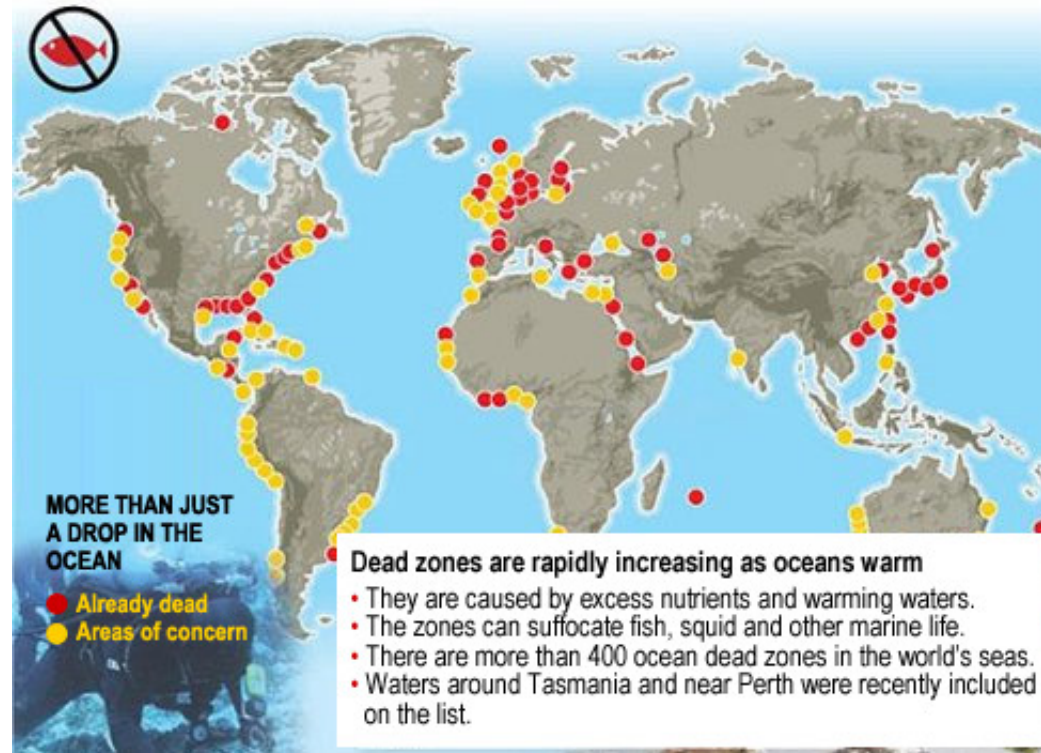 MORE THAN JUST
A DROP IN THE
OCEAN
Already dead
Areas of concern
Dead zones are rapidly increasing as oceans warm
• They are caused by excess nutrients and warming waters.
• The zones can suffocate fish, squid and other marine life.
• There are more than 400 ocean dead zones in the world's seas.
• Waters around Tasmania and near Perth were recently included
on the list.